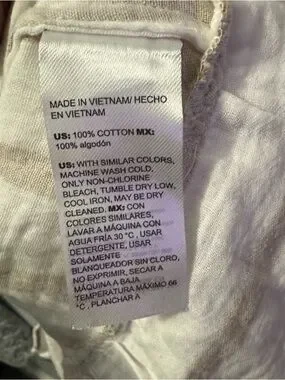 MADE IN VIETNAM/ HECHO
EN VIETNAM
US: 100% COTTON MX:
100% algodón
US: WITH SIMILAR COLORS,
MACHINE WASH COLD,
ONLY NON-CHLORINE
BLEACH, TUMBLE DRY LOW,
COOL IRON, MAY BE DRY
CLEANED. MX: CON
COLORES SIMILARES,
LAVAR A MÁQUINA CON
AGUA FRÍA 30 °C , USAR
DETERGENTE, USAR
SOLAMENTE
BLANQUEADOR SIN CLORO,
NO EXPRIMIR, SECAR A
MÁQUINA A BAJA
TEMPERATURA MÁXIMO 66
°C , PLANCHAR A